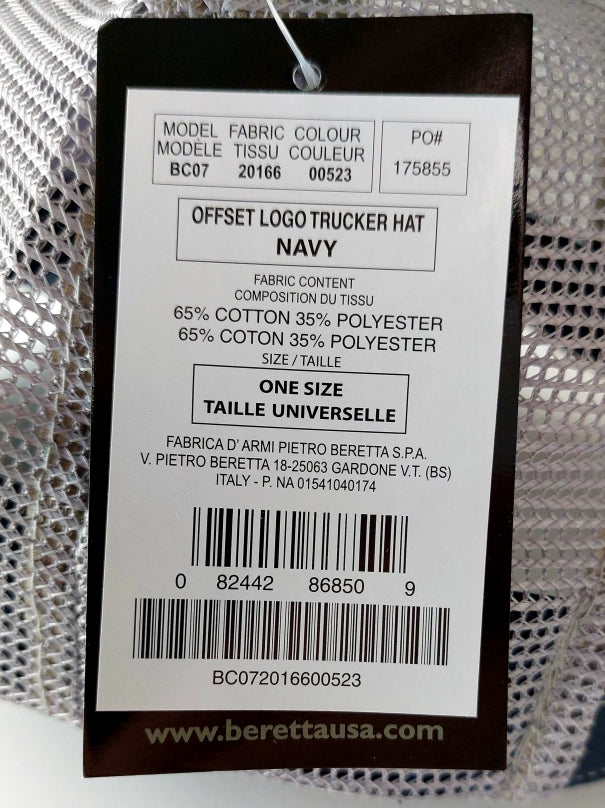 MODEL FABRIC COLOUR
MODÈLE TISSU COULEUR
BC07 20166 00523
PO#
175855
OFFSET LOGO TRUCKER HAT
NAVY
FABRIC CONTENT
COMPOSITION DU TISSU
65% COTTON 35% POLYESTER
65% COTON 35% POLYESTER
SIZE / TAILLE
ONE SIZE
TAILLE UNIVERSELLE
FABRICA D' ARMI PIETRO BERETTA S.P.A.
V. PIETRO BERETTA 18-25063 GARDONE V.T. (BS)
ITALY - P. NA 01541040174
0 82442 86850 9
BC072016600523
www.berettausa.com